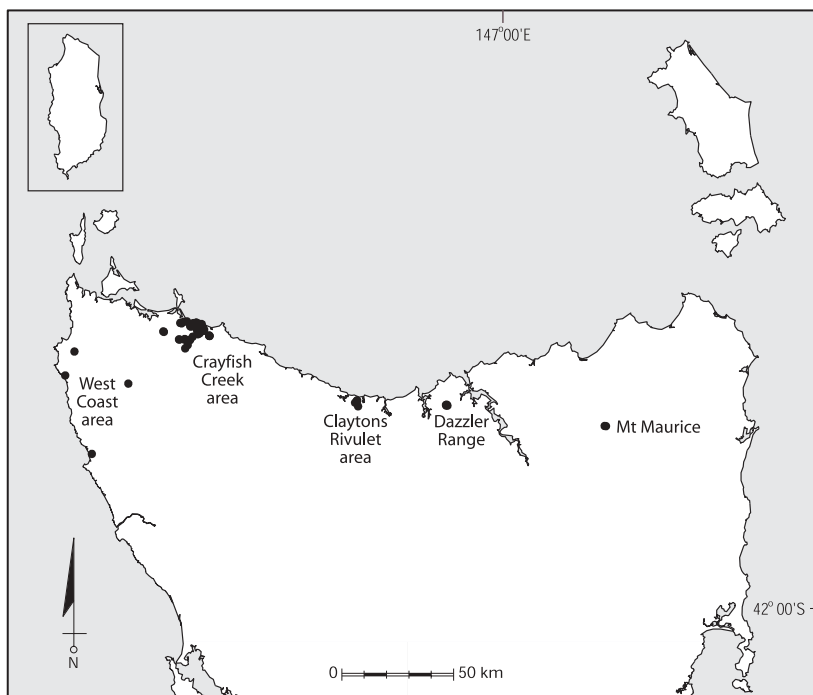 147°00'E
Crayfish
Creek
area
West
Coast
area
Claytons
Rivulet
area
Dazzler
Range
Mt Maurice
42°00'S
N
0 50 km